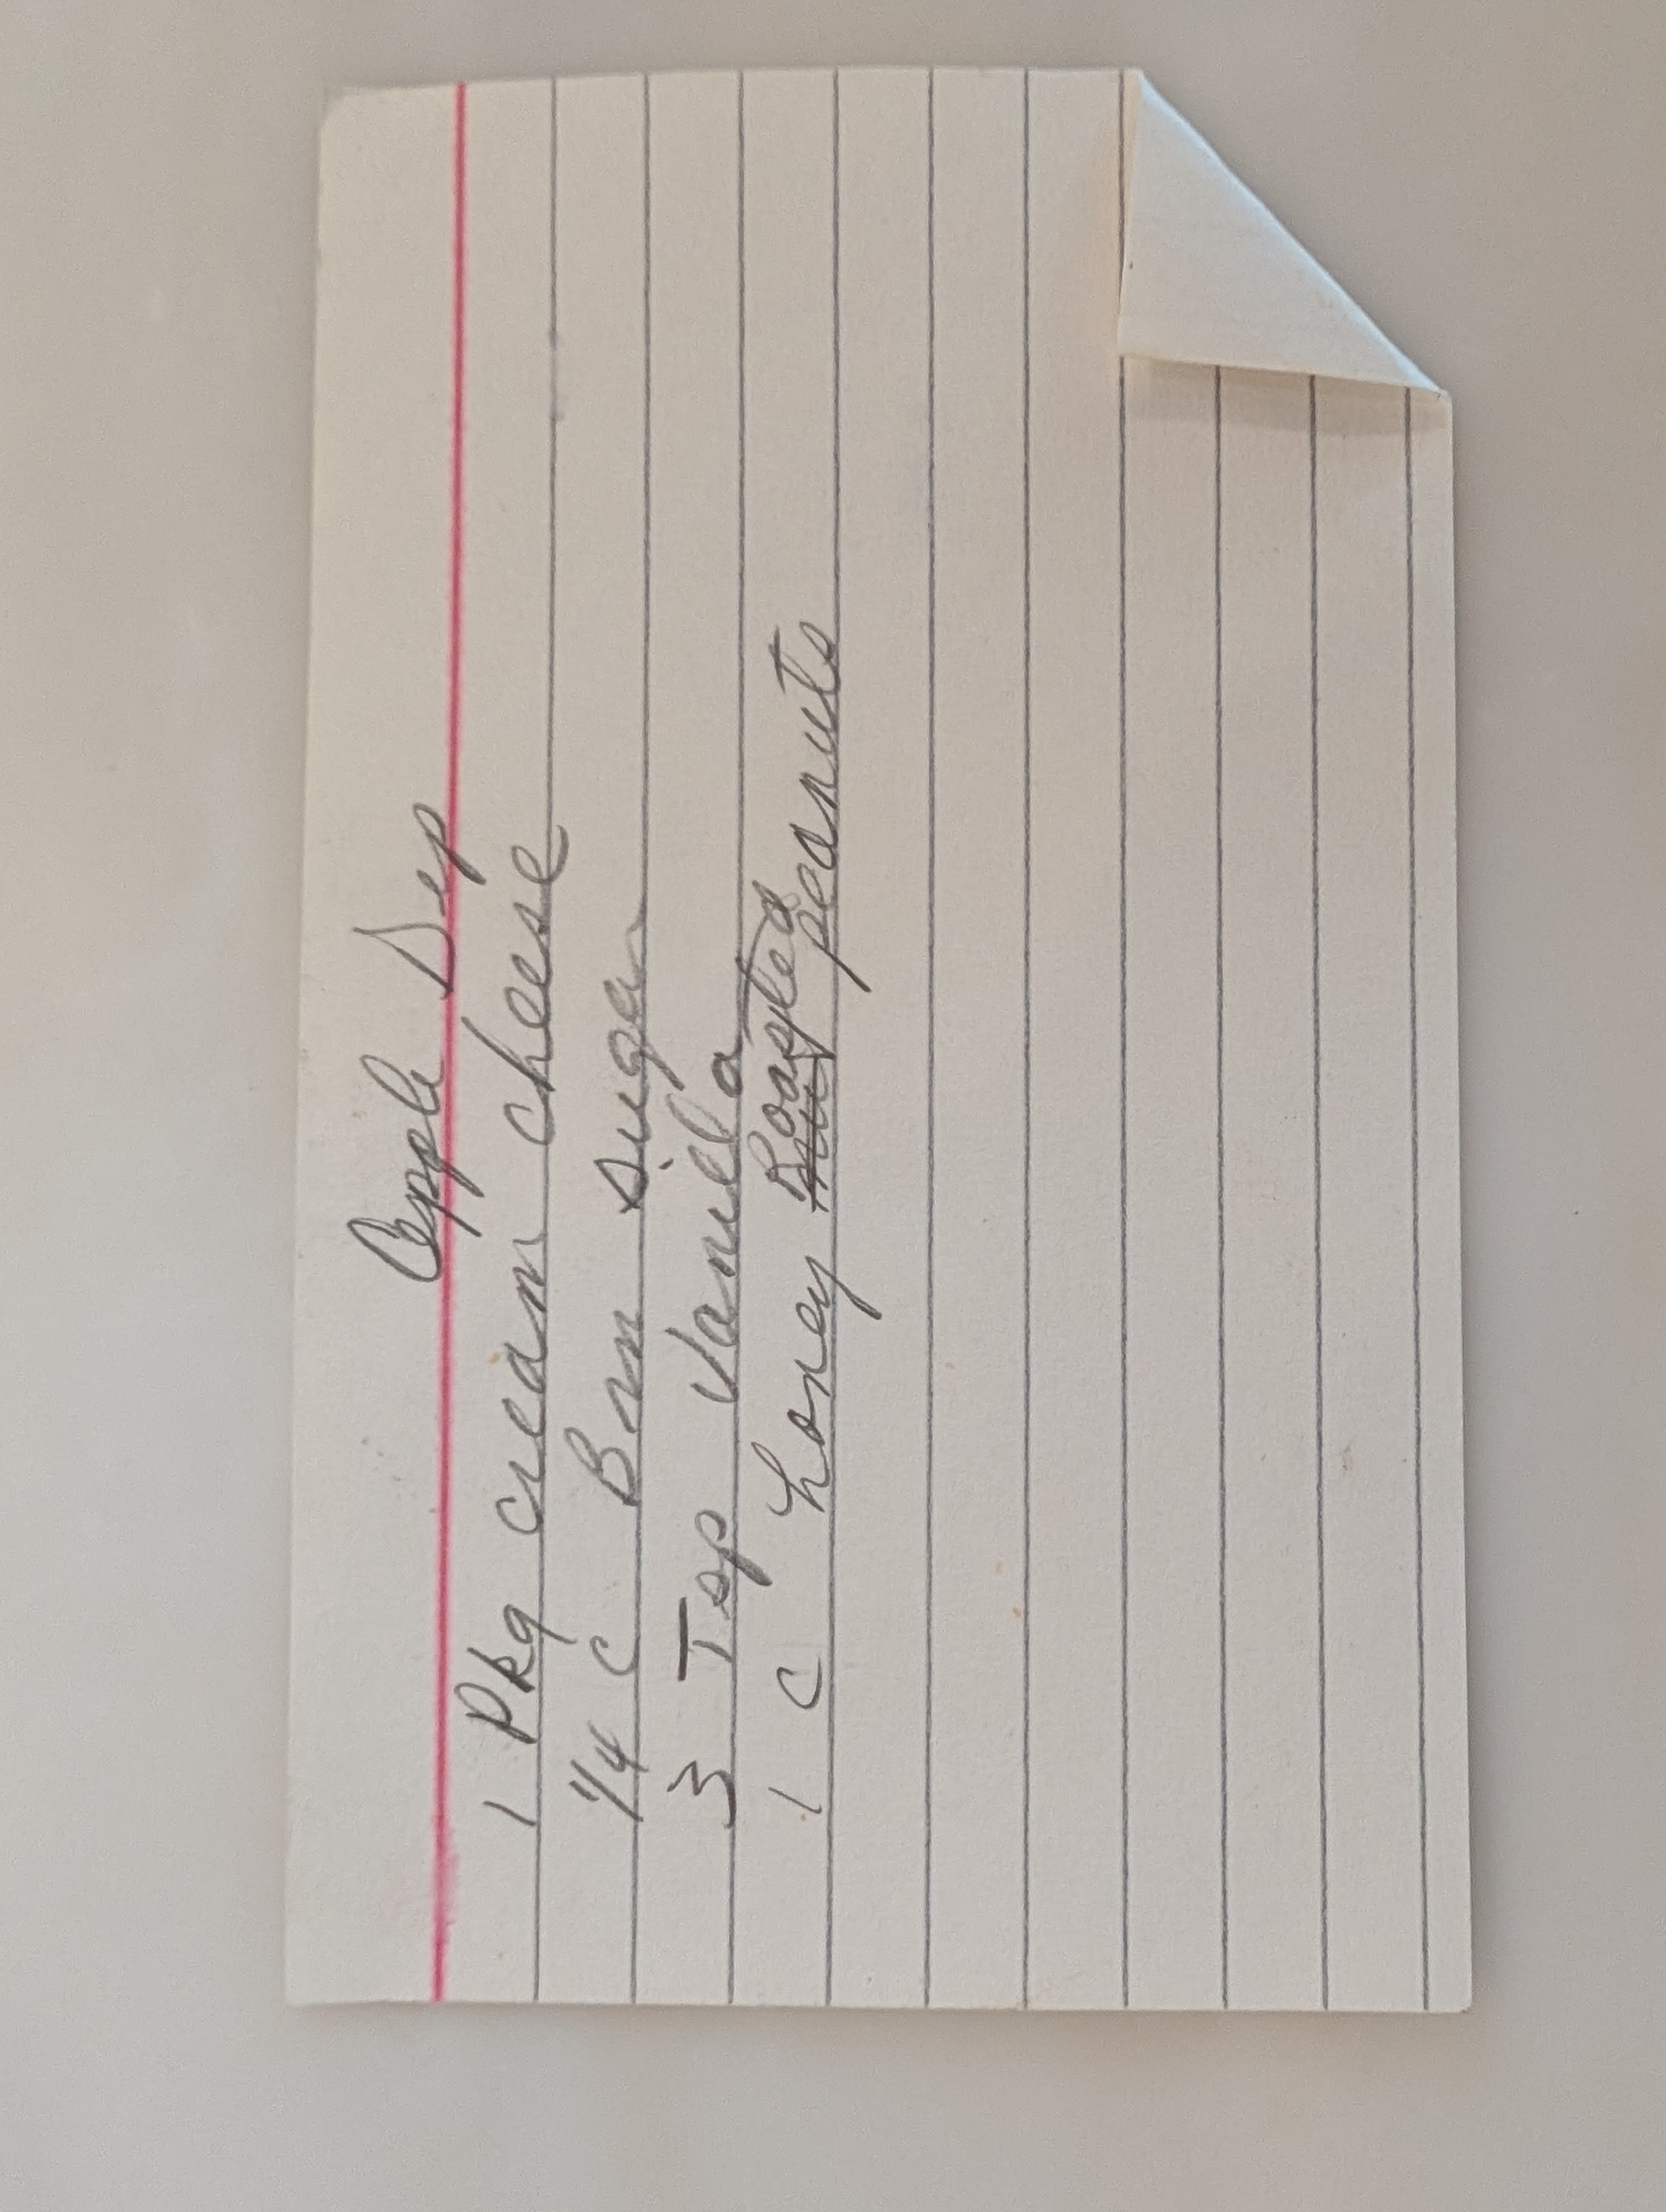 Apple Dip
1 Pkg cream cheese
1/4 C Brn sugar
3 Tsp Vanilla
1 C honey Roasted peanuts